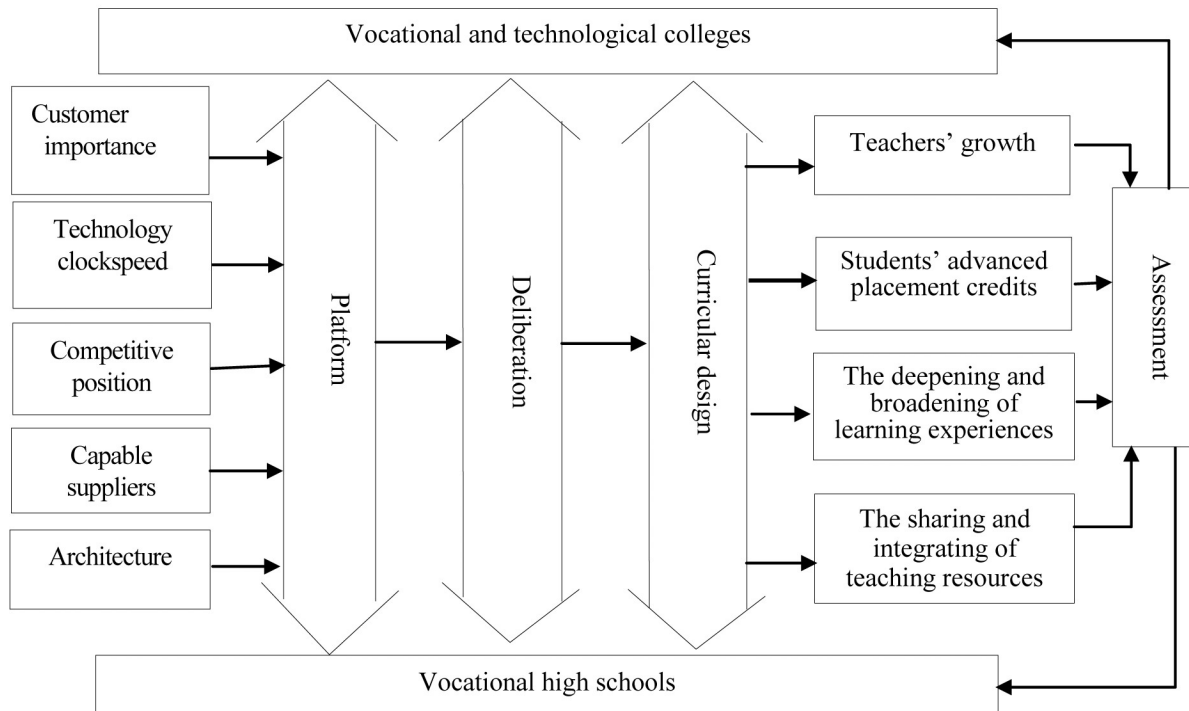 Vocational and technological colleges
Customer
importance
Technology
clockspeed
Competitive
position
Capable
suppliers
Architecture
Platform
Deliberation
Curricular design
Teachers’ growth
Students’ advanced
placement credits
The deepening and
broadening of
learning experiences
The sharing and
integrating of
teaching resources
Assessment
Vocational high schools